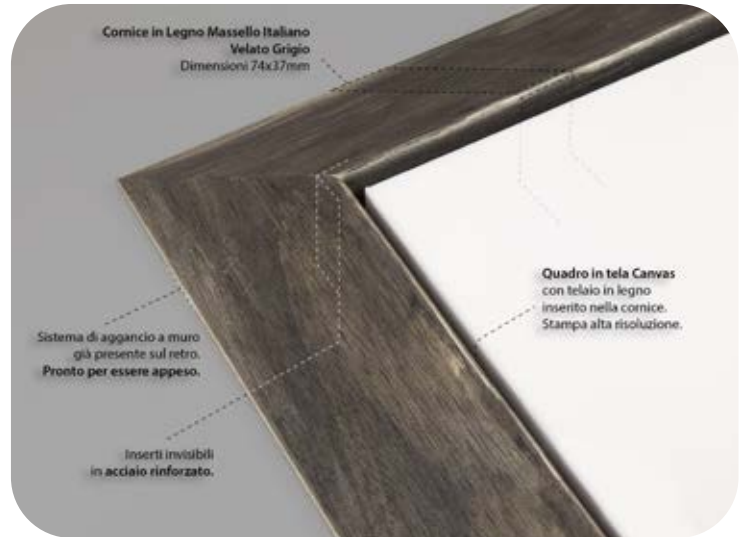 Cornice in Legno Massello Italiano
Velato Grigio
Dimensioni 74x37mm
Quadro in tela Canvas
con telaio in legno
inserito nella cornice.
Stampa alta risoluzione.
Sistema di aggancio a muro
già presente sul retro.
Pronto per essere appeso.
Inserti invisibili
in acciaio rinforzato.